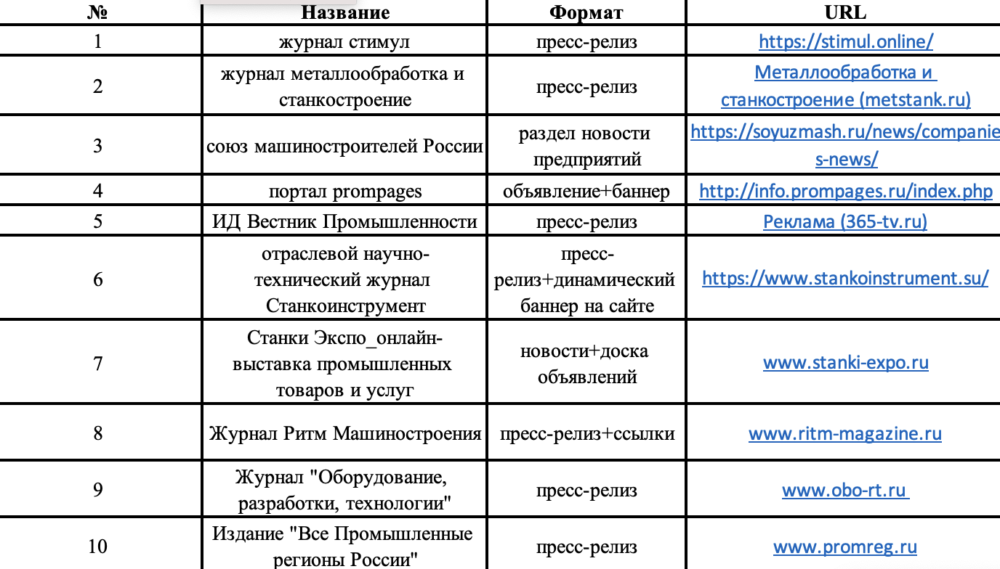 № Название Формат URL
1 журнал стимул пресс-релиз https://stimul.online/
2 журнал металлообработка и
станкостроение пресс-релиз Металлообработка и
станкостроение (metstank.ru)
3 союз машиностроителей России раздел новости
предприятий https://soyuzmash.ru/news/companie
s-news/
4 портал prompages объявление+баннер http://info.prompages.ru/index.php
5 ИД Вестник Промышленности пресс-релиз Реклама (365-tv.ru)
6 отраслевой научно-
технический журнал
Станкоинструмент пресс-
релиз+динамический
баннер на сайте https://www.stankoinstrument.su/
7 Станки Экспо_онлайн-
выставка промышленных
товаров и услуг новости+доска
объявлений www.stanki-expo.ru
8 Журнал Ритм Машиностроения пресс-релиз+ссылки www.ritm-magazine.ru
9 Журнал "Оборудование,
разработки, технологии" пресс-релиз www.obo-rt.ru
10 Издание "Все Промышленные
регионы России" пресс-релиз www.promreg.ru